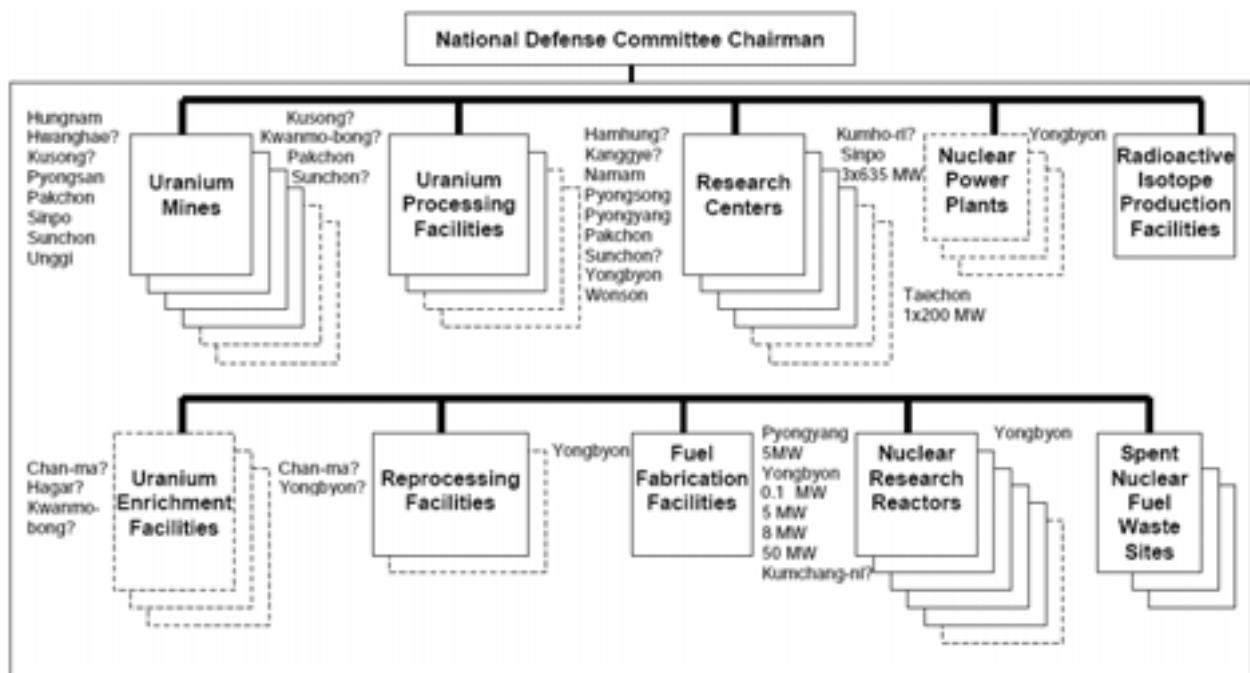 National Defense Committee Chairman
Hungnam
Hwanghae?
Kusong?
Pyongsan
Pakchon
Sinpo
Sunchon
Unggi
Uranium
Mines
Kusong?
Kwanmo-bong?
Pakchon
Sunchon?
Uranium
Processing
Facilities
Hamhung?
Kanggye?
Namam
Pyongsong
Pyongyang
Pakchon
Sunchon?
Yongbyon
Wonson
Research
Centers
Kumho-ri?
Sinpo
3x635 MW
Taechon
1x200 MW
Nuclear
Power
Plants
Yongbyon
Radioactive
Isotope
Production
Facilities
Chan-ma?
Hagar?
Kwanmo-
bong?
Uranium
Enrichment
Facilities
Chan-ma?
Yongbyon?
Reprocessing
Facilities
Yongbyon
Fuel
Fabrication
Facilities
Pyongyang
5MW
Yongbyon
0.1 MW
5 MW
8 MW
50 MW
Kumchang-ni?
Nuclear
Research
Reactors
Yongbyon
Spent
Nuclear
Fuel
Waste
Sites